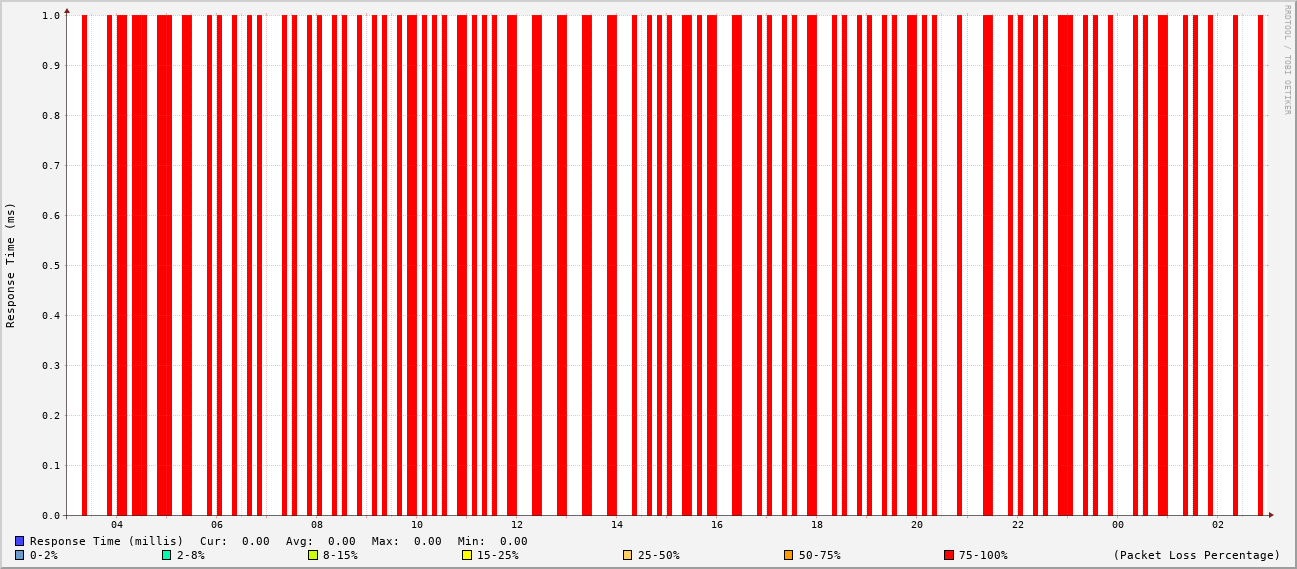 RRDTOOL / TOBI OETIKER
Response Time (ms)
1.0
0.9
0.8
0.7
0.6
0.5
0.4
0.3
0.2
0.1
0.0
04 06 08 10 12 14 16 18 20 22 00 02
Response Time (millis) Cur: 0.00 Avg: 0.00 Max: 0.00 Min: 0.00
0-2% 2-8% 8-15% 15-25% 25-50% 50-75% 75-100% (Packet Loss Percentage)